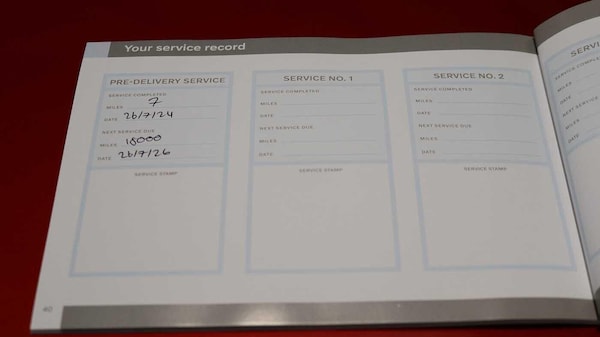 Your service record
PRE-DELIVERY SERVICE
SERVICE COMPLETED
MILES 7
DATE 26/7/24
NEXT SERVICE DUE
MILES 18000
DATE 26/7/26
SERVICE STAMP
SERVICE NO. 1
SERVICE COMPLETED
MILES
DATE
NEXT SERVICE DUE
MILES
DATE
SERVICE STAMP
SERVICE NO. 2
SERVICE COMPLETED
MILES
DATE
NEXT SERVICE DUE
MILES
DATE
SERVICE STAMP